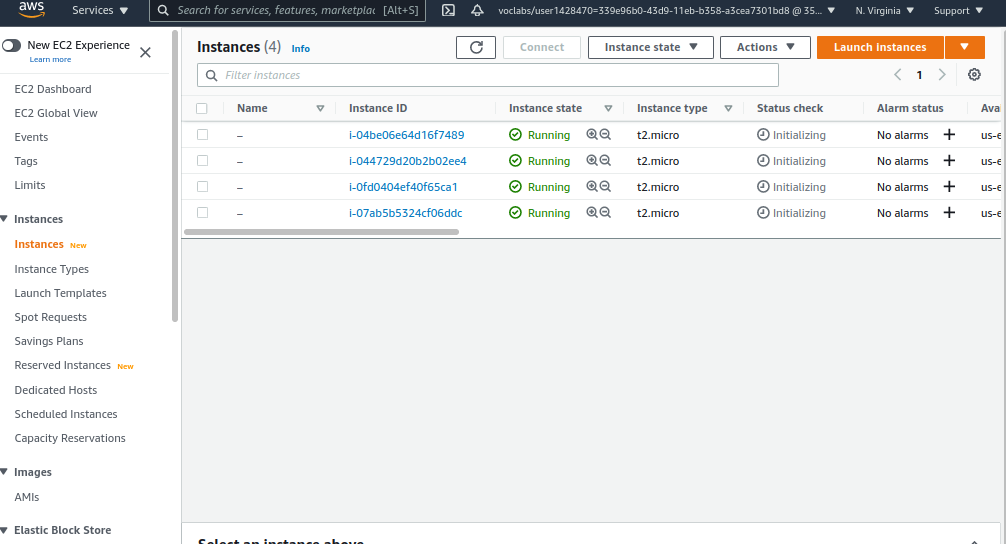 aws
Services
Search for services, features, marketplac [Alt+S]
voclabs/user1428470=339e96b0-43d9-11eb-b358-a3cea7301bd8 @ 35...
N. Virginia
Support
New EC2 Experience
Learn more
EC2 Dashboard
EC2 Global View
Events
Tags
Limits
Instances
Instances New
Instance Types
Launch Templates
Spot Requests
Savings Plans
Reserved Instances New
Dedicated Hosts
Scheduled Instances
Capacity Reservations
Images
AMIs
Elastic Block Store
Instances (4) Info
Connect
Instance state
Actions
Launch instances
Filter instances
1
Name Instance ID Instance state Instance type Status check Alarm status Avai
– i-04be06e64d16f7489 Running t2.micro Initializing No alarms + us-e
– i-044729d20b2b02ee4 Running t2.micro Initializing No alarms + us-e
– i-0fd0404ef40f65ca1 Running t2.micro Initializing No alarms + us-e
– i-07ab5b5324cf06ddc Running t2.micro Initializing No alarms + us-e
Select an instance above